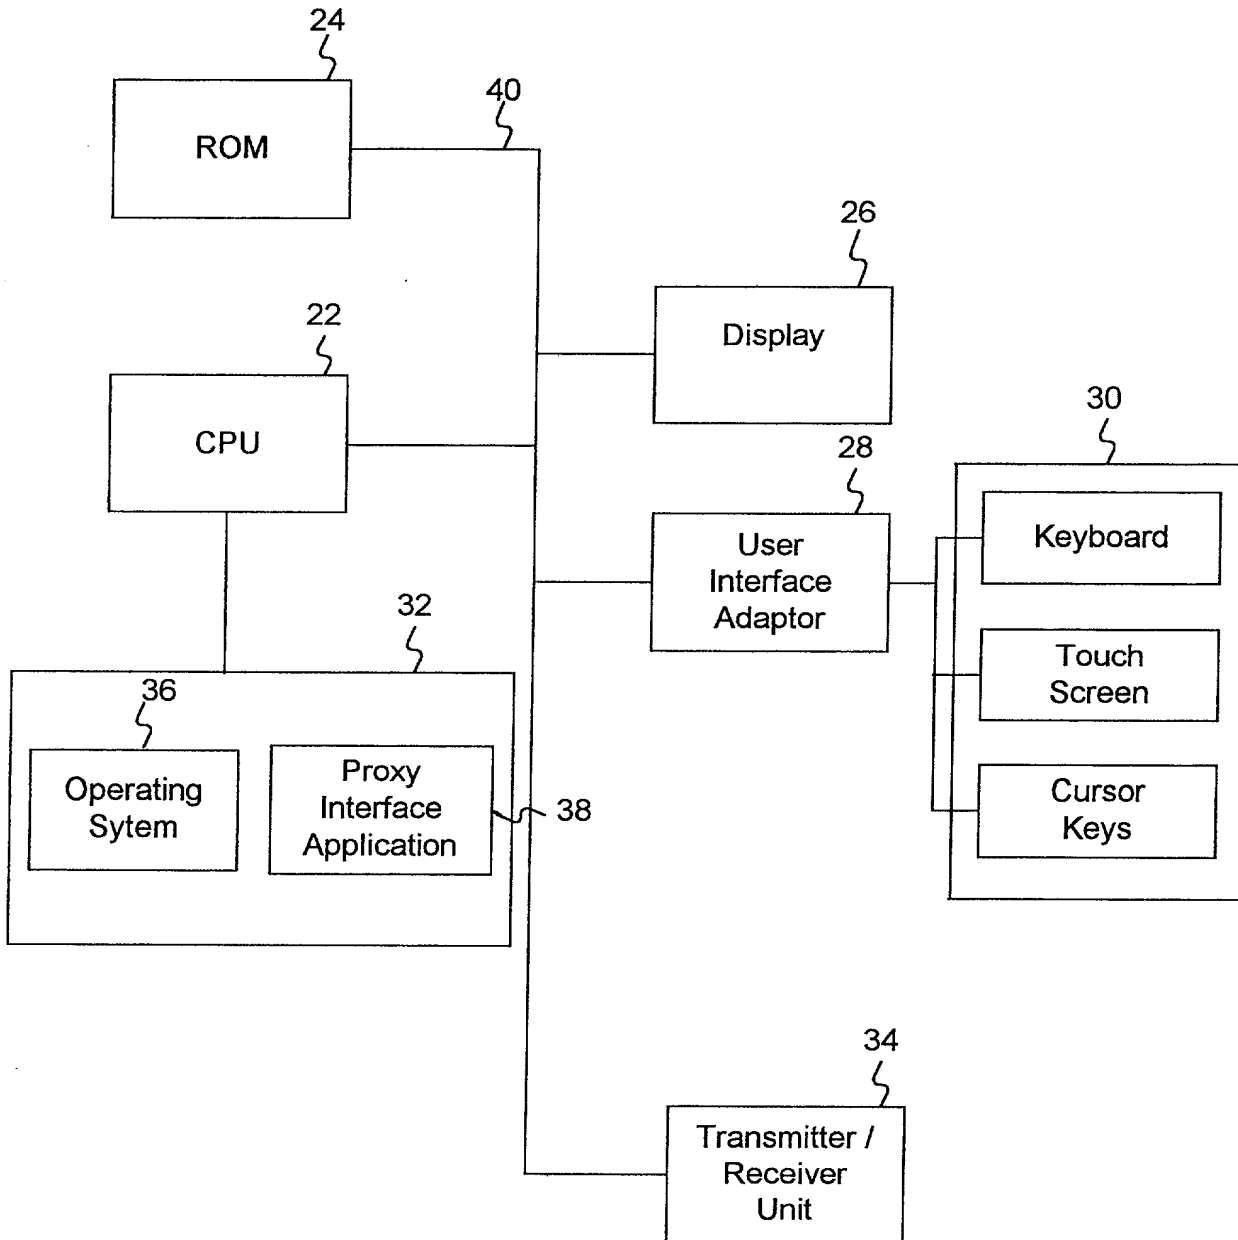 24
ROM
40
26
Display
22
CPU
30
28
User
Interface
Adaptor
Keyboard
Touch
Screen
Cursor
Keys
32
36
Operating
Sytem
Proxy
Interface
Application
38
34
Transmitter /
Receiver
Unit